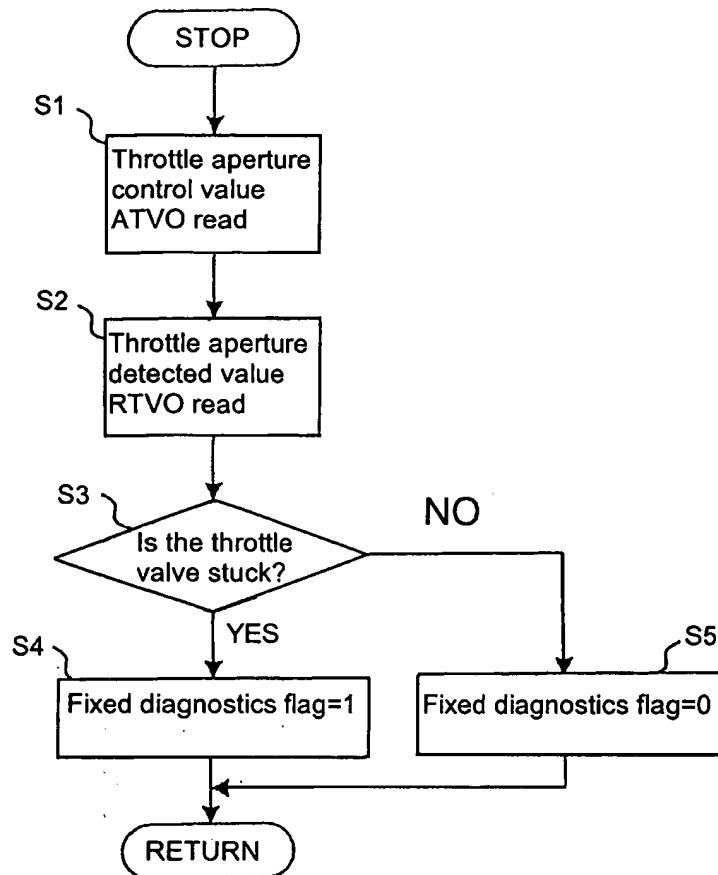 STOP
S1
Throttle aperture
control value
ATVO read
S2
Throttle aperture
detected value
RTVO read
S3
Is the throttle
valve stuck?
NO
YES
S4
Fixed diagnostics flag=1
S5
Fixed diagnostics flag=0
RETURN